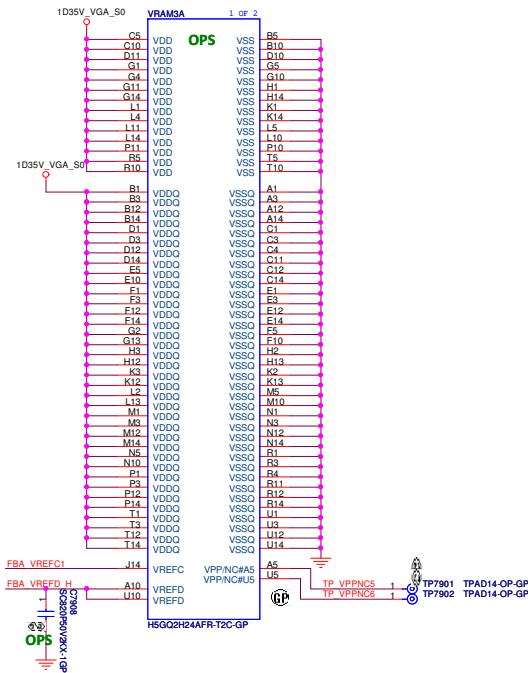 1D35V_VGA_S0
VRAM3A
1 OF 2
OPS
C5 VDD VSS B5
C10 VDD VSS B10
D11 VDD VSS D10
G1 VDD VSS G5
G4 VDD VSS G10
G11 VDD VSS H1
G14 VDD VSS H14
L1 VDD VSS K1
L4 VDD VSS K14
L11 VDD VSS L5
L14 VDD VSS L10
P11 VDD VSS P10
R5 VDD VSS T5
R10 VDD VSS T10
1D35V_VGA_S0
B1 VDDQ VSSQ A1
B3 VDDQ VSSQ A3
B12 VDDQ VSSQ A12
B14 VDDQ VSSQ A14
D1 VDDQ VSSQ C1
D3 VDDQ VSSQ C3
D12 VDDQ VSSQ C4
D14 VDDQ VSSQ C11
E5 VDDQ VSSQ C12
E10 VDDQ VSSQ C14
F1 VDDQ VSSQ E1
F3 VDDQ VSSQ E3
F12 VDDQ VSSQ E12
F14 VDDQ VSSQ E14
G2 VDDQ VSSQ F5
G13 VDDQ VSSQ F10
H3 VDDQ VSSQ H2
H12 VDDQ VSSQ H13
K3 VDDQ VSSQ K2
K12 VDDQ VSSQ K13
L2 VDDQ VSSQ M5
L13 VDDQ VSSQ M10
M1 VDDQ VSSQ N1
M3 VDDQ VSSQ N3
M12 VDDQ VSSQ N12
M14 VDDQ VSSQ N14
N5 VDDQ VSSQ R1
N10 VDDQ VSSQ R3
P1 VDDQ VSSQ R4
P3 VDDQ VSSQ R11
P12 VDDQ VSSQ R12
P14 VDDQ VSSQ R14
T1 VDDQ VSSQ U1
T3 VDDQ VSSQ U3
T12 VDDQ VSSQ U12
T14 VDDQ VSSQ U14
FBA_VREFC1 J14 VREFC VPP/NC#A5 A5
VPP/NC#U5 U5
FBA_VREFD_H A10 VREFD TP_VPPNC5 1 TP7901 TPAD14-OP-GP
U10 VREFD TP_VPPNC6 1 TP7902 TPAD14-OP-GP
GP
H5GQ2H24AFR-T2C-GP
1
C7908
SC820P50V2KX-1GP
OPS